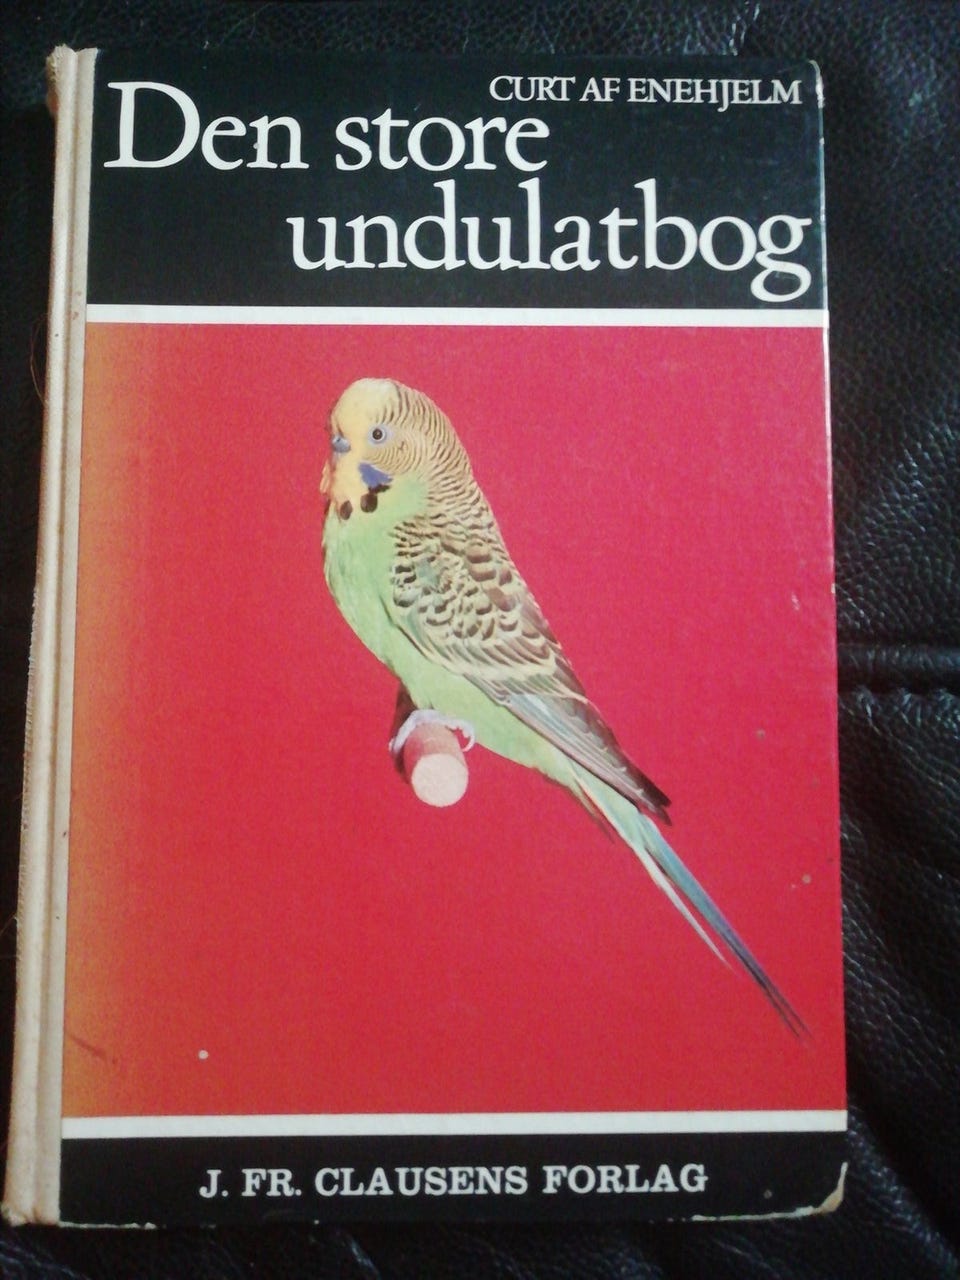 CURT AF ENEHJELM
Den store
undulatbog
J. FR. CLAUSENS FORLAG